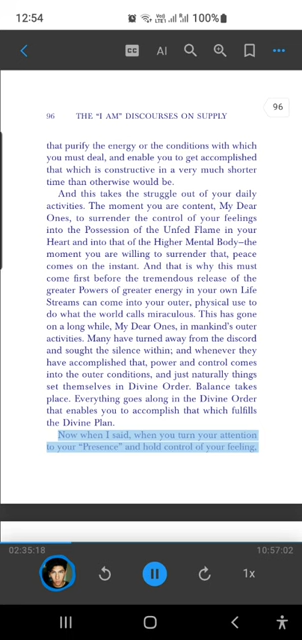 12:54
100%
CC
AI
96
96 THE "I AM" DISCOURSES ON SUPPLY
that purify the energy or the conditions with which
you must deal, and enable you to get accomplished
that which is constructive in a very much shorter
time than otherwise would be.
And this takes the struggle out of your daily
activities. The moment you are content, My Dear
Ones, to surrender the control of your feelings
into the Possession of the Unfed Flame in your
Heart and into that of the Higher Mental Body—the
moment you are willing to surrender that, peace
comes on the instant. And that is why this must
come first before the tremendous release of the
greater Powers of greater energy in your own Life
Streams can come into your outer, physical use to
do what the world calls miraculous. This has gone
on a long while, My Dear Ones, in mankind's outer
activities. Many have turned away from the discord
and sought the silence within; and whenever they
have accomplished that, power and control comes
into the outer conditions, and just naturally things
set themselves in Divine Order. Balance takes
place. Everything goes along in the Divine Order
that enables you to accomplish that which fulfills
the Divine Plan.
Now when I said, when you turn your attention
to your "Presence" and hold control of your feeling,
02:35:18
10:57:02
1x